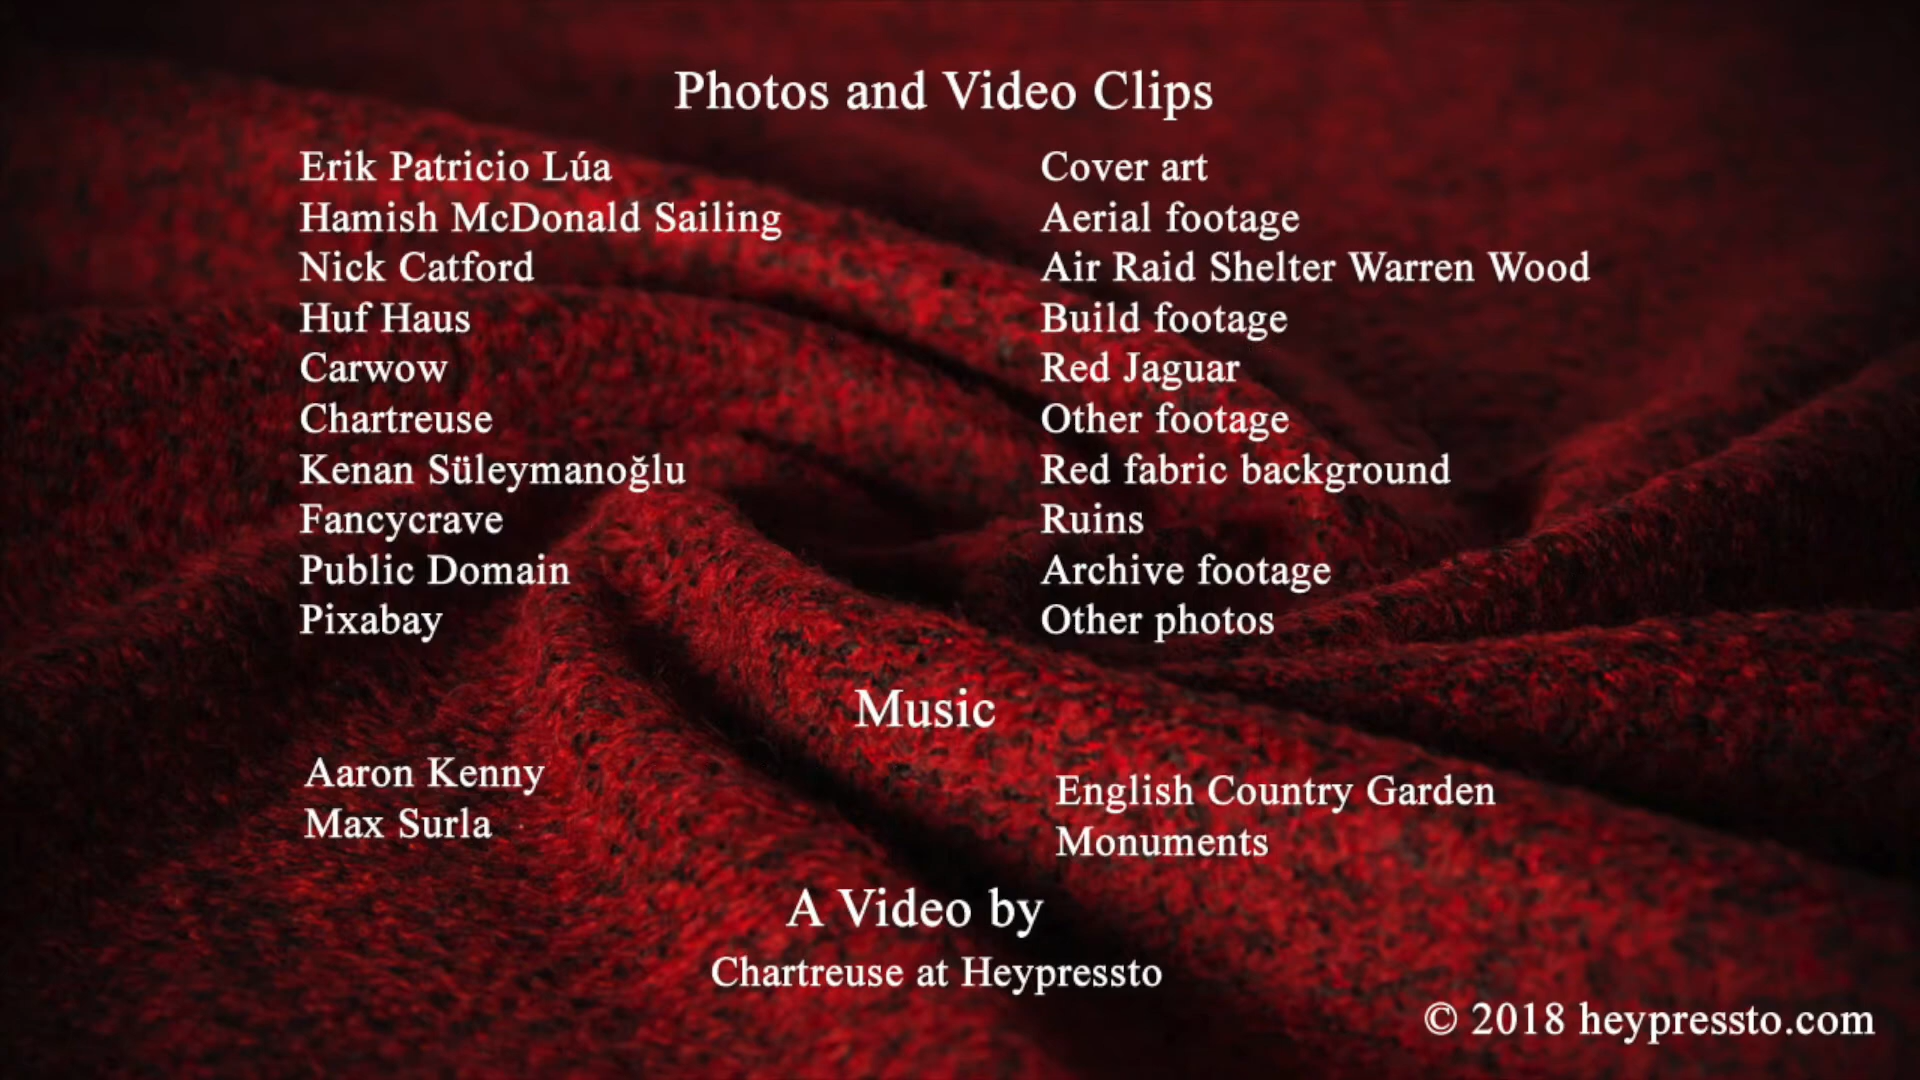 Photos and Video Clips
Erik Patricio Lúa Cover art
Hamish McDonald Sailing Aerial footage
Nick Catford Air Raid Shelter Warren Wood
Huf Haus Build footage
Carwow Red Jaguar
Chartreuse Other footage
Kenan Süleymanoğlu Red fabric background
Fancycrave Ruins
Public Domain Archive footage
Pixabay Other photos
Music
Aaron Kenny English Country Garden
Max Surla Monuments
A Video by
Chartreuse at Heypressto
© 2018 heypressto.com